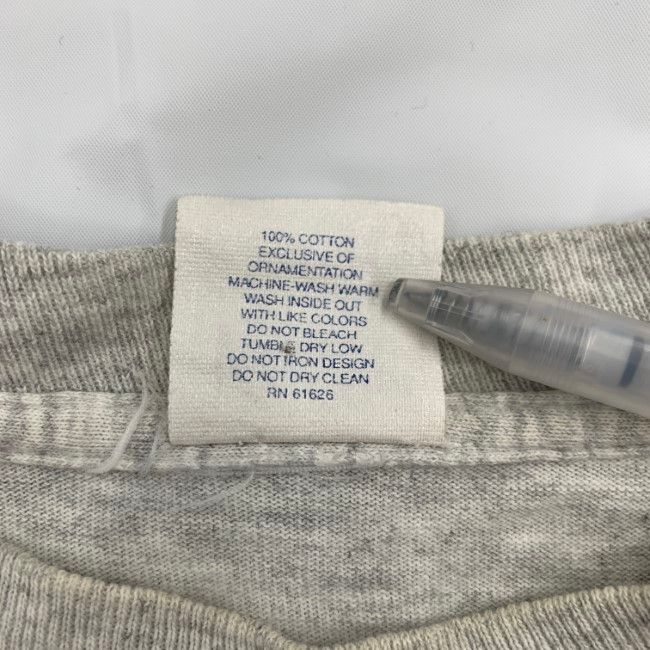 100% COTTON
EXCLUSIVE OF
ORNAMENTATION
MACHINE-WASH WARM
WASH INSIDE OUT
WITH LIKE COLORS
DO NOT BLEACH
TUMBLE DRY LOW
DO NOT IRON DESIGN
DO NOT DRY CLEAN
RN 61626